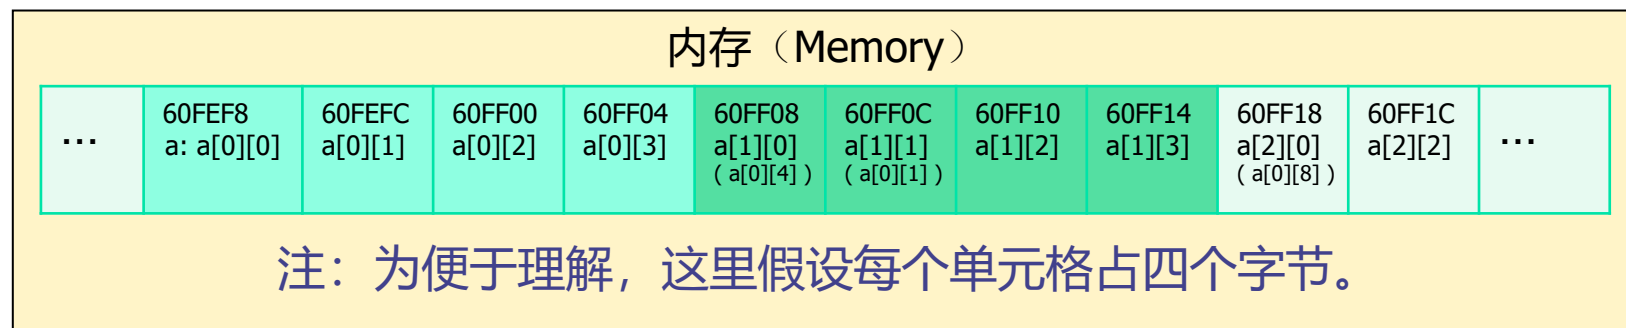 内存（Memory）
...
60FEF8
a: a[0][0]
60FEFC
a[0][1]
60FF00
a[0][2]
60FF04
a[0][3]
60FF08
a[1][0]
( a[0][4] )
60FF0C
a[1][1]
( a[0][1] )
60FF10
a[1][2]
60FF14
a[1][3]
60FF18
a[2][0]
( a[0][8] )
60FF1C
a[2][2]
...
注：为便于理解，这里假设每个单元格占四个字节。